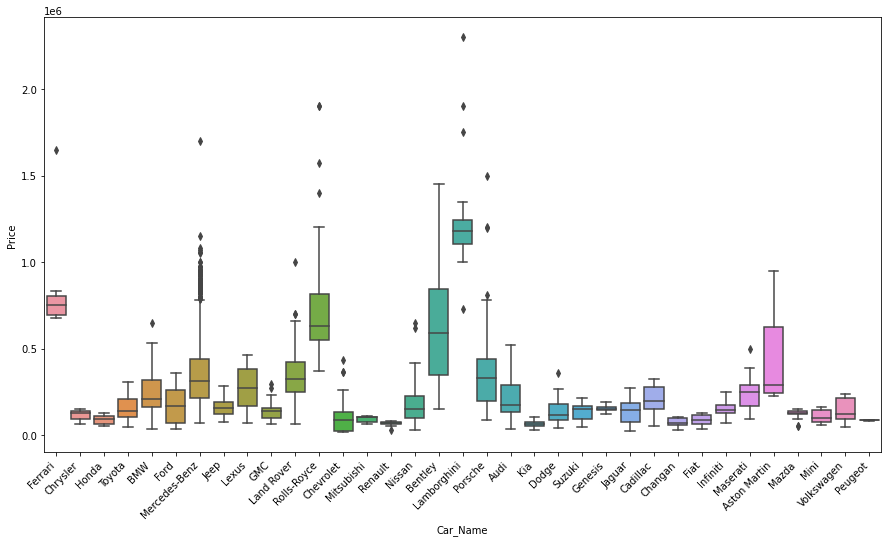 1e6
2.0
1.5
1.0
0.5
0.0
Price
Ferrari
Chrysler
Honda
Toyota
BMW
Ford
Mercedes-Benz
Jeep
Lexus
GMC
Land Rover
Rolls-Royce
Chevrolet
Mitsubishi
Renault
Nissan
Bentley
Lamborghini
Porsche
Audi
Kia
Dodge
Suzuki
Genesis
Jaguar
Cadillac
Changan
Fiat
Infiniti
Maserati
Aston Martin
Mazda
Mini
Volkswagen
Peugeot
Car_Name